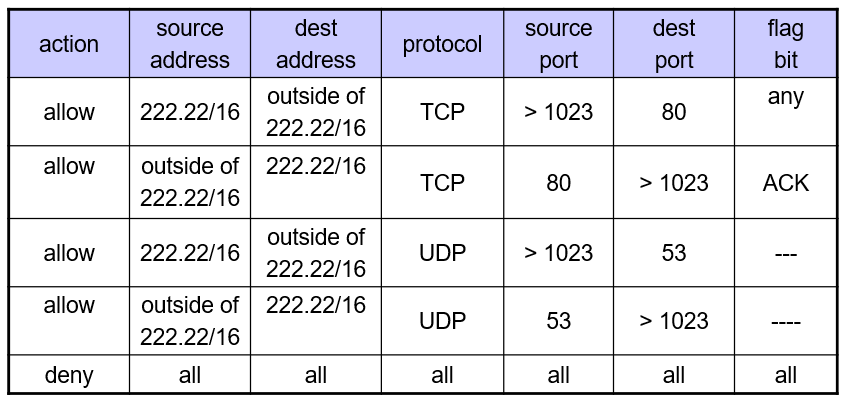 action source address dest address protocol source port dest port flag bit
allow 222.22/16 outside of 222.22/16 TCP > 1023 80 any
allow outside of 222.22/16 222.22/16 TCP 80 > 1023 ACK
allow 222.22/16 outside of 222.22/16 UDP > 1023 53 ---
allow outside of 222.22/16 222.22/16 UDP 53 > 1023 ----
deny all all all all all all